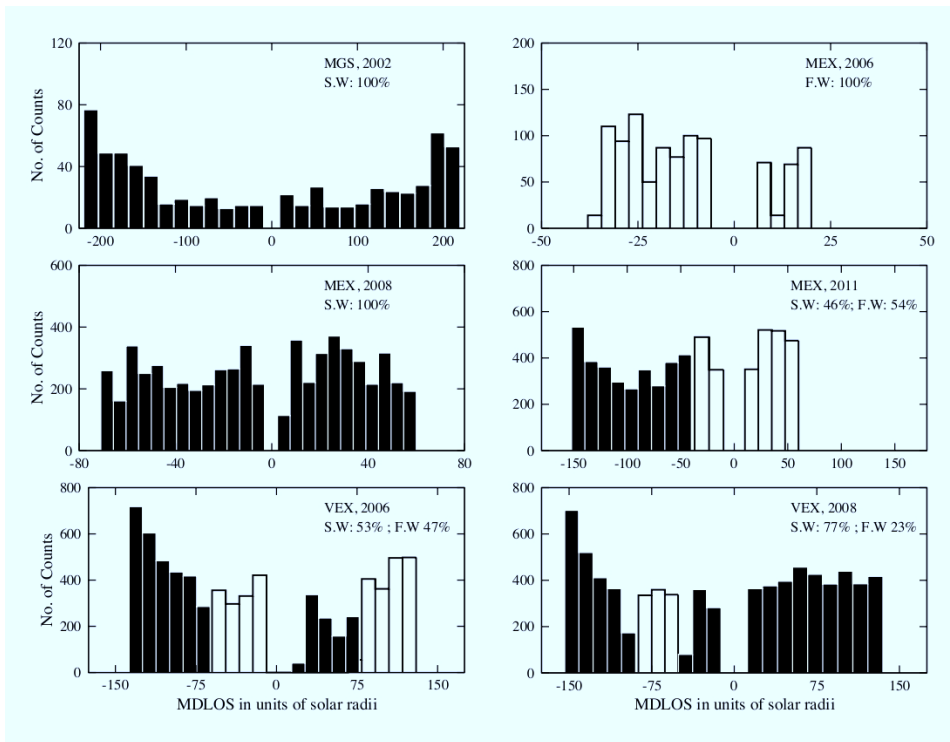 120
80
40
0
No. of Counts
MGS, 2002
S.W: 100%
-200 -100 0 100 200
200
150
100
50
0
MEX, 2006
F.W: 100%
-50 -25 0 25 50
600
400
200
0
No. of Counts
MEX, 2008
S.W: 100%
-80 -40 0 40 80
800
600
400
200
0
MEX, 2011
S.W: 46%; F.W: 54%
-150 -100 -50 0 50 100 150
800
600
400
200
0
No. of Counts
VEX, 2006
S.W: 53% ; F.W 47%
-150 -75 0 75 150
MDLOS in units of solar radii
800
600
400
200
0
VEX, 2008
S.W: 77% ; F.W 23%
-150 -75 0 75 150
MDLOS in units of solar radii